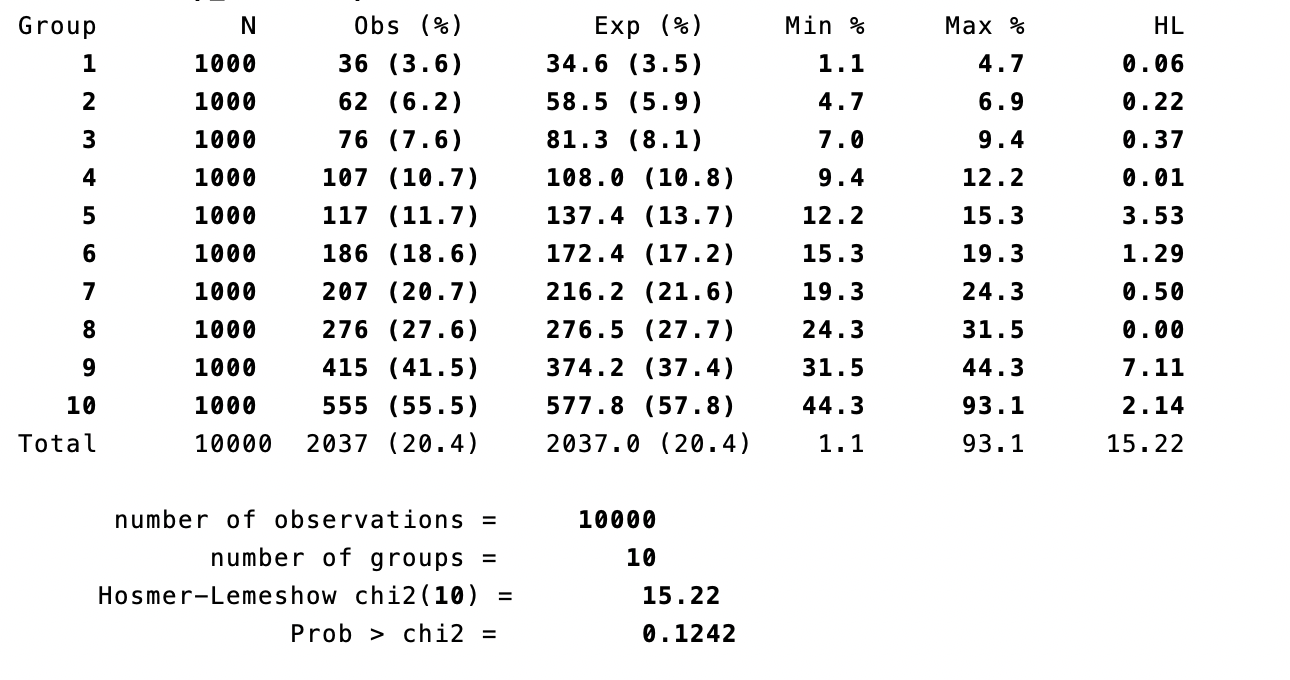 Group N Obs (%) Exp (%) Min % Max % HL
1 1000 36 (3.6) 34.6 (3.5) 1.1 4.7 0.06
2 1000 62 (6.2) 58.5 (5.9) 4.7 6.9 0.22
3 1000 76 (7.6) 81.3 (8.1) 7.0 9.4 0.37
4 1000 107 (10.7) 108.0 (10.8) 9.4 12.2 0.01
5 1000 117 (11.7) 137.4 (13.7) 12.2 15.3 3.53
6 1000 186 (18.6) 172.4 (17.2) 15.3 19.3 1.29
7 1000 207 (20.7) 216.2 (21.6) 19.3 24.3 0.50
8 1000 276 (27.6) 276.5 (27.7) 24.3 31.5 0.00
9 1000 415 (41.5) 374.2 (37.4) 31.5 44.3 7.11
10 1000 555 (55.5) 577.8 (57.8) 44.3 93.1 2.14
Total 10000 2037 (20.4) 2037.0 (20.4) 1.1 93.1 15.22
number of observations = 10000
number of groups = 10
Hosmer-Lemeshow chi2(10) = 15.22
Prob > chi2 = 0.1242